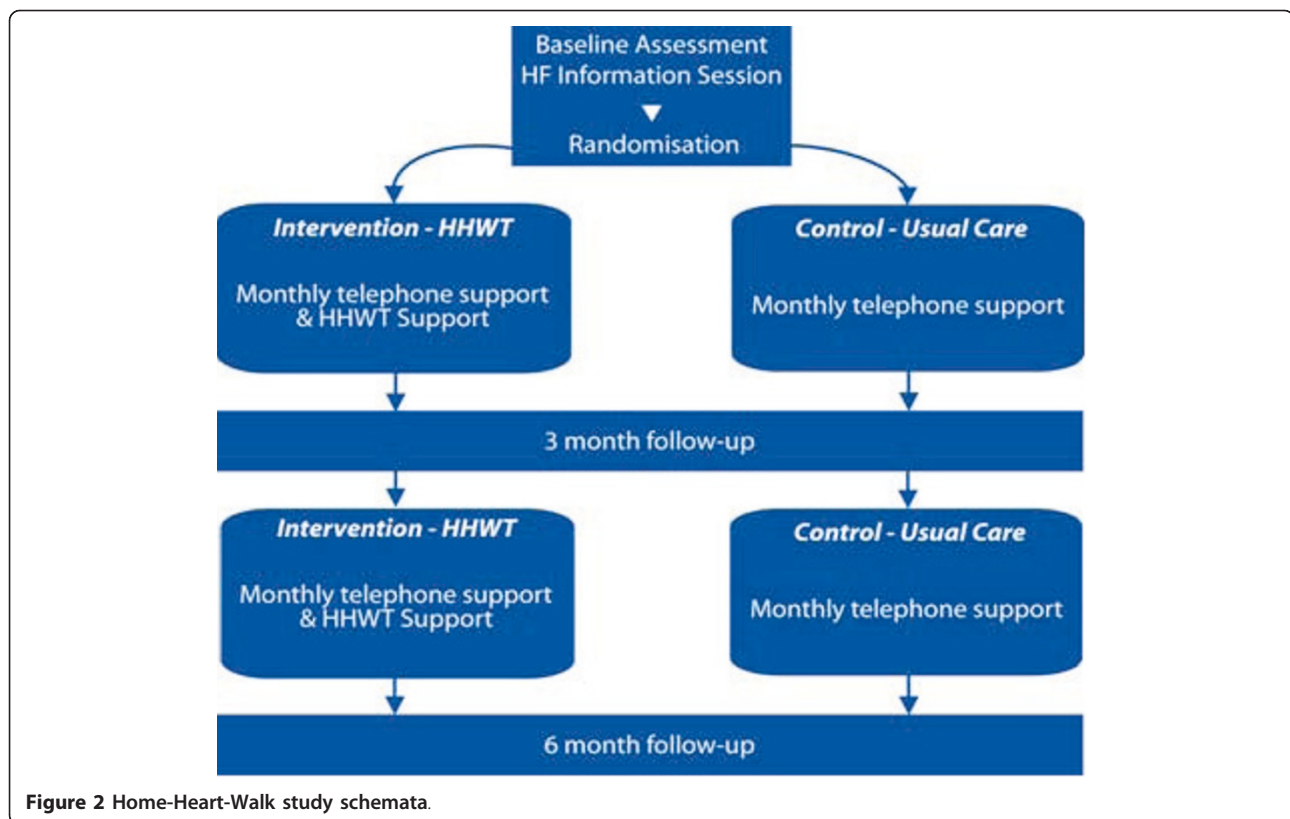 Baseline Assessment
HF Information Session
Randomisation
Intervention - HHWT
Monthly telephone support
& HHWT Support
Control - Usual Care
Monthly telephone support
3 month follow-up
Intervention - HHWT
Monthly telephone support
& HHWT Support
Control - Usual Care
Monthly telephone support
6 month follow-up
Figure 2 Home-Heart-Walk study schemata.